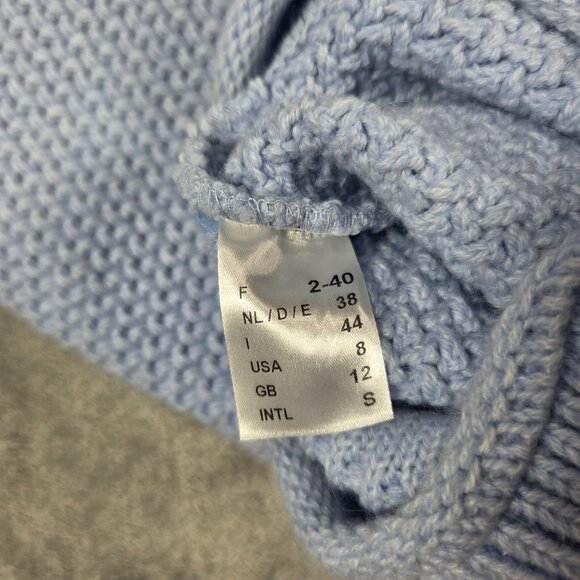 F 2-40
NL / D / E 38
I 44
USA 8
GB 12
INTL S